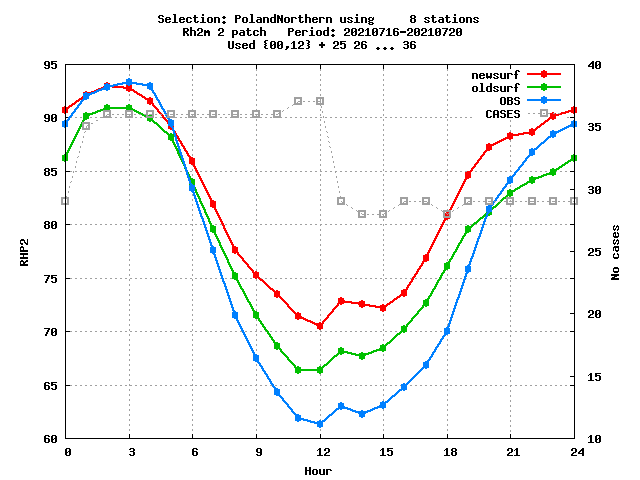 Selection: PolandNorthern using 8 stations
Rh2m 2 patch Period: 20210716-20210720
Used {00,12} + 25 26 ... 36
95
90
85
80
75
70
65
60
40
35
30
25
20
15
10
newsurf
oldsurf
OBS
CASES
RHP2
No cases
0 3 6 9 12 15 18 21 24
Hour